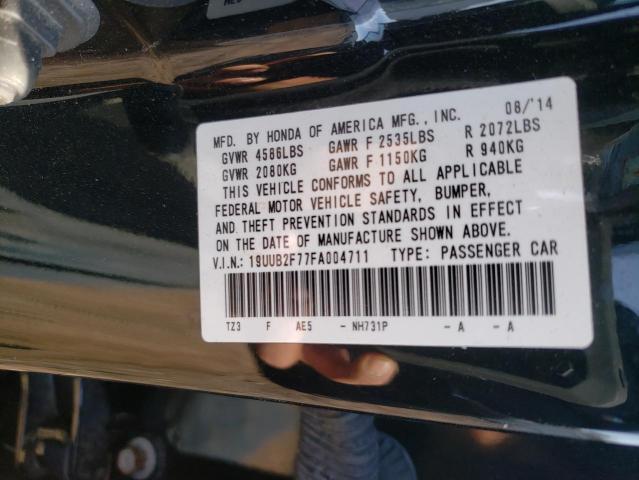 MFD. BY HONDA OF AMERICA MFG., INC. 08/'14
GVWR 4586LBS GAWR F 2535LBS R 2072LBS
GVWR 2080KG GAWR F 1150KG R 940KG
THIS VEHICLE CONFORMS TO ALL APPLICABLE
FEDERAL MOTOR VEHICLE SAFETY, BUMPER,
AND THEFT PREVENTION STANDARDS IN EFFECT
ON THE DATE OF MANUFACTURE SHOWN ABOVE.
V.I.N.: 19UUB2F77FA004711 TYPE: PASSENGER CAR
TZ3 F AE5 - NH731P - A - A